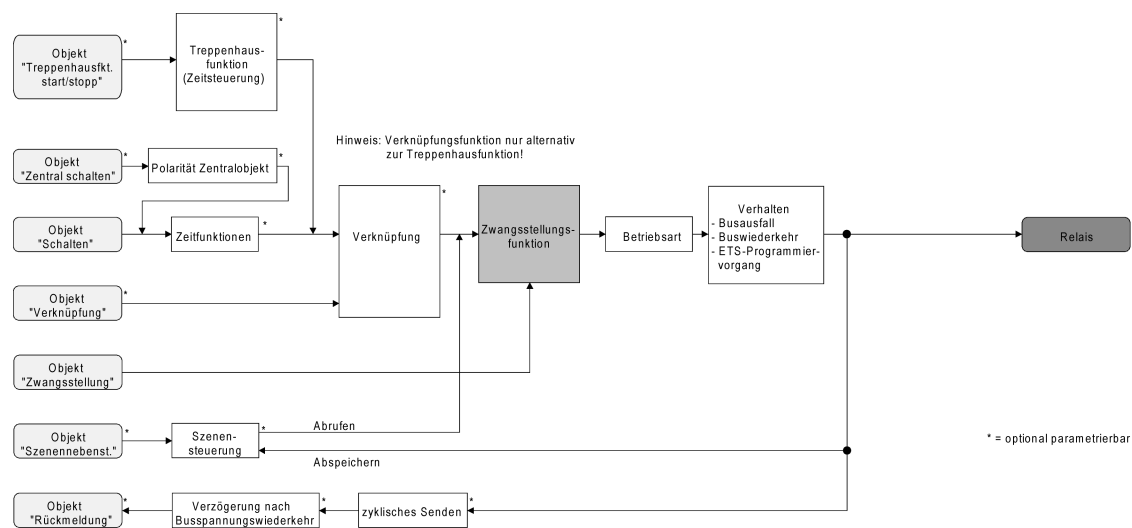 *
Objekt
"Treppenhausfkt.
start/stopp"
*
Treppenhaus-
funktion
(Zeitsteuerung)
Hinweis: Verknüpfungsfunktion nur alternativ
zur Treppenhausfunktion!
Objekt
"Zentral schalten"
*
Polarität Zentralobjekt
*
Objekt
"Schalten"
*
Zeitfunktionen
*
Verknüpfung
*
Zwangsstellungs-
funktion
Betriebsart
Verhalten
- Busausfall
- Buswiederkehr
- ETS-Programmier-
vorgang
Relais
Objekt
"Verknüpfung"
*
Objekt
"Zwangsstellung"
Objekt
"Szenennebenst."
*
Szenen-
steuerung
*
Abrufen
Abspeichern
* = optional parametrierbar
Objekt
"Rückmeldung"
*
Verzögerung nach
Busspannungswiederkehr
*
zyklisches Senden
*